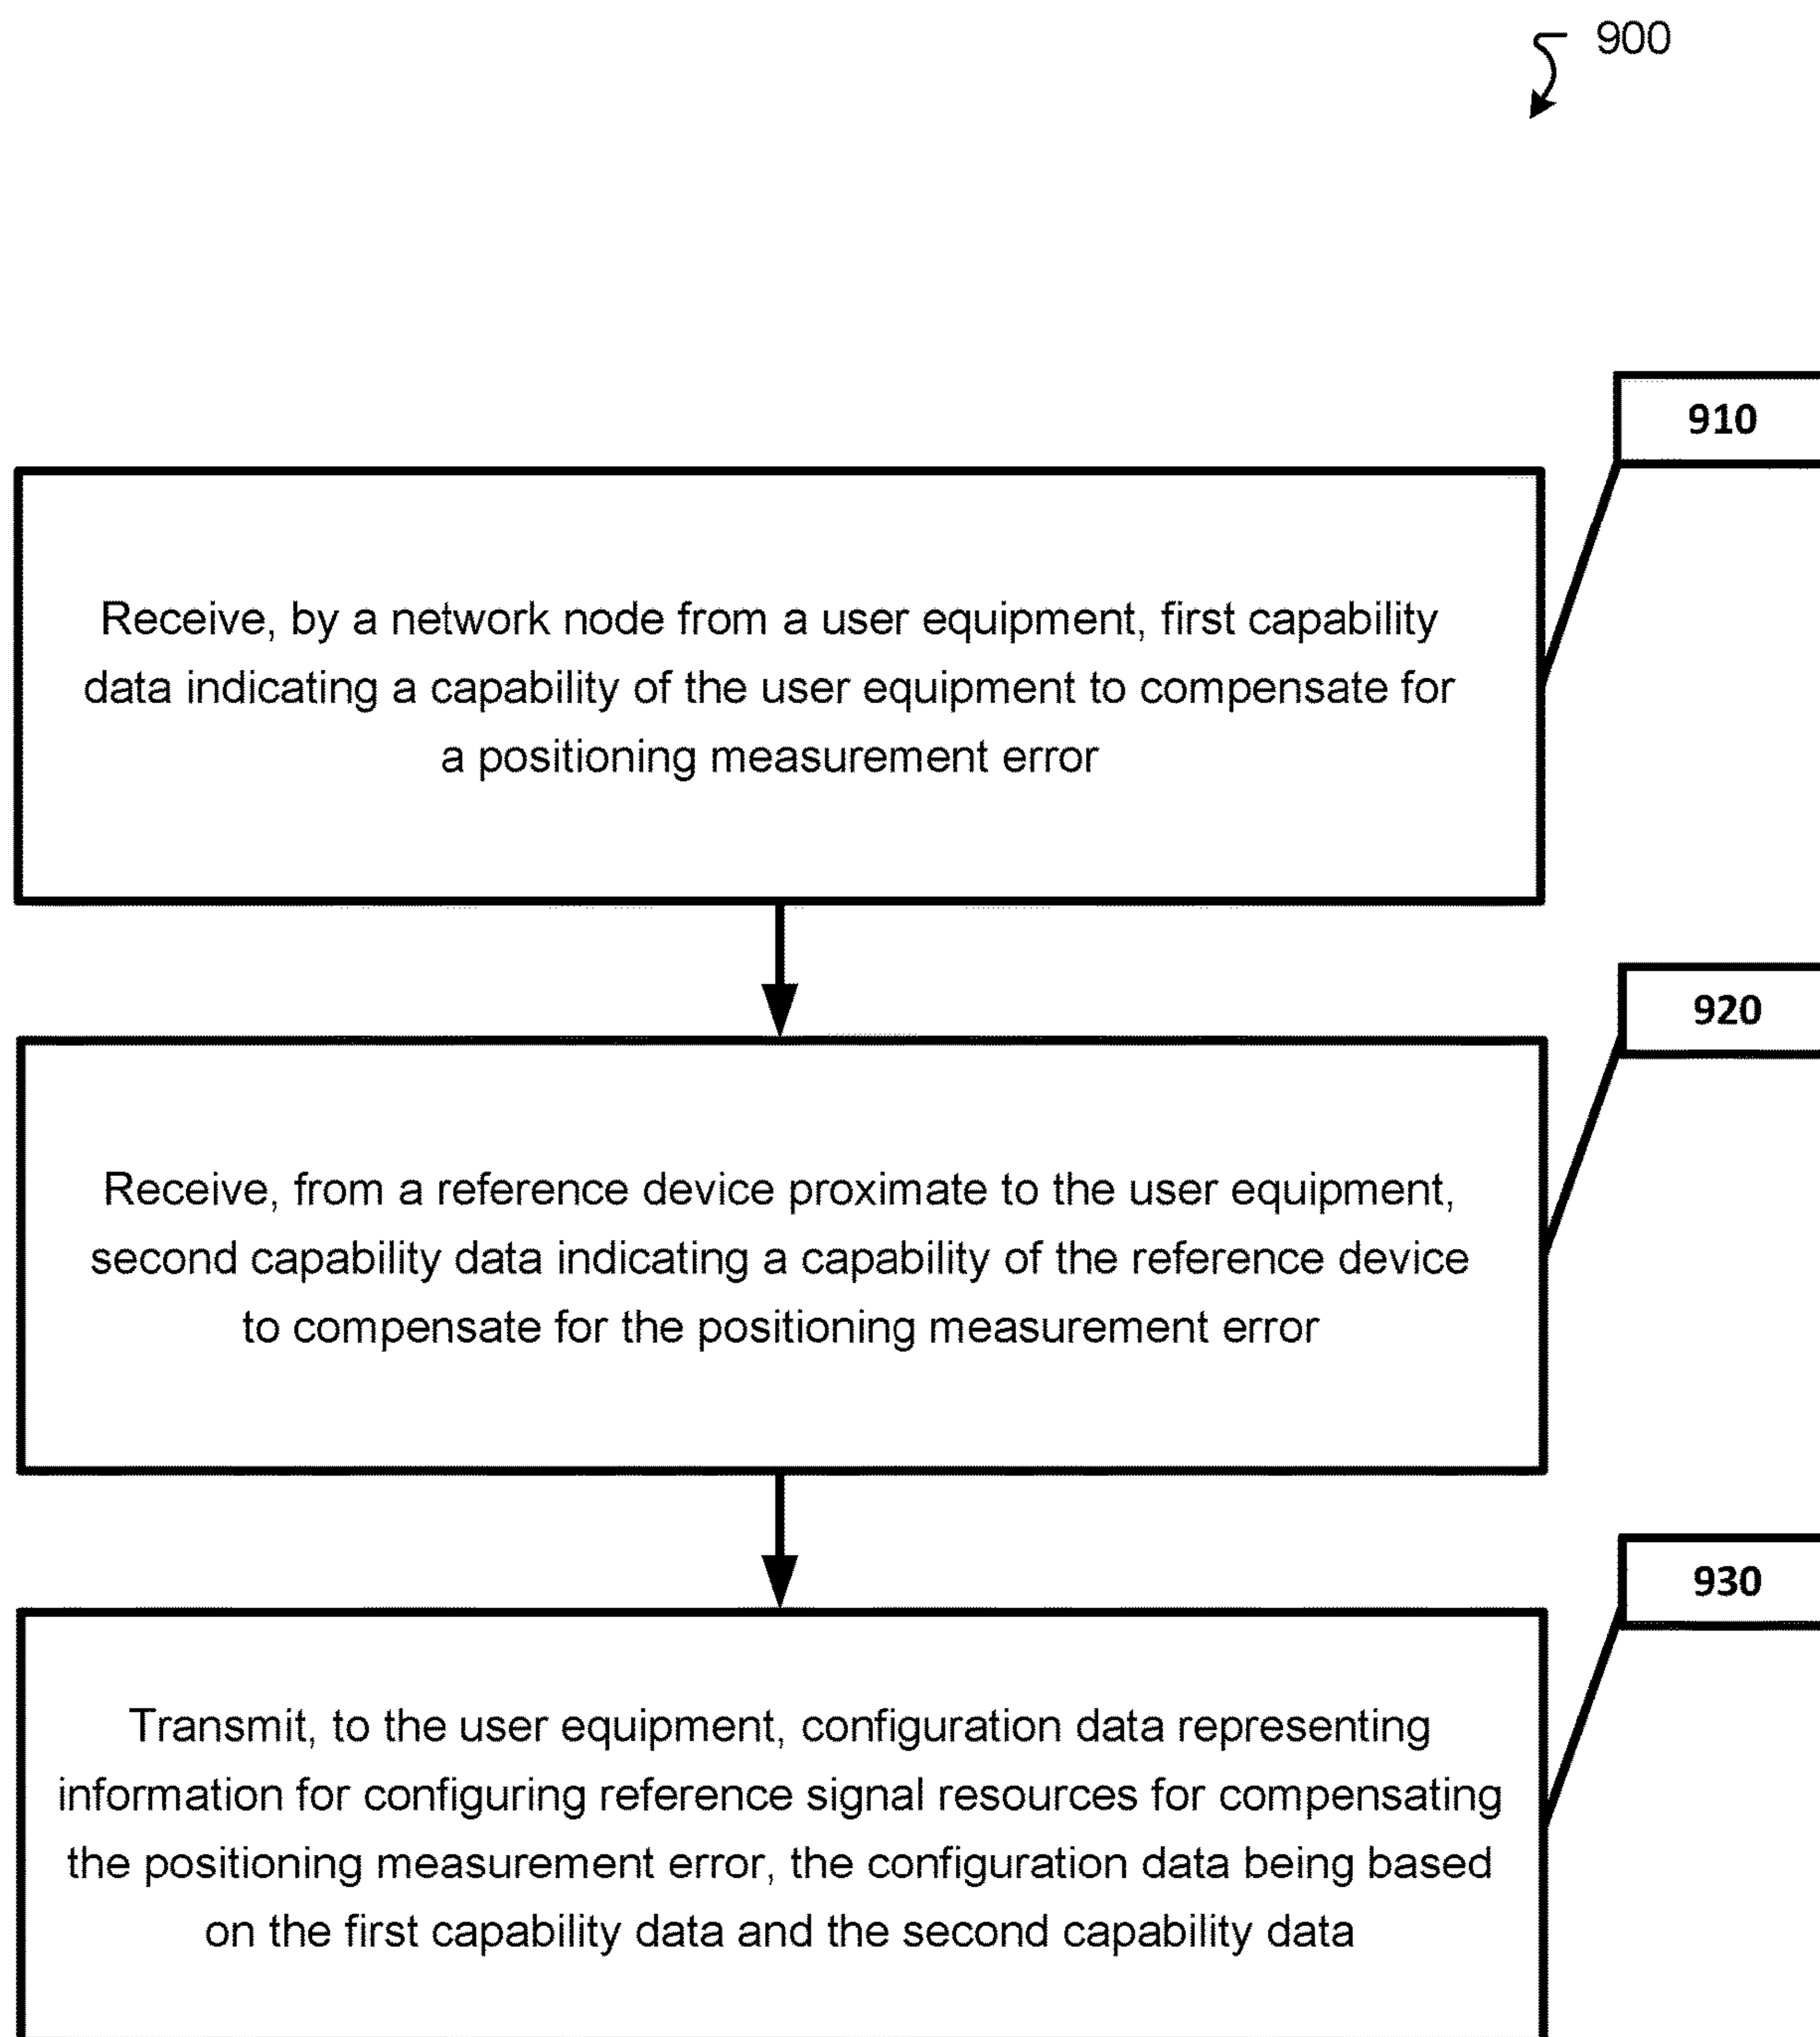 900
910
Receive, by a network node from a user equipment, first capability
data indicating a capability of the user equipment to compensate for
a positioning measurement error
920
Receive, from a reference device proximate to the user equipment,
second capability data indicating a capability of the reference device
to compensate for the positioning measurement error
930
Transmit, to the user equipment, configuration data representing
information for configuring reference signal resources for compensating
the positioning measurement error, the configuration data being based
on the first capability data and the second capability data